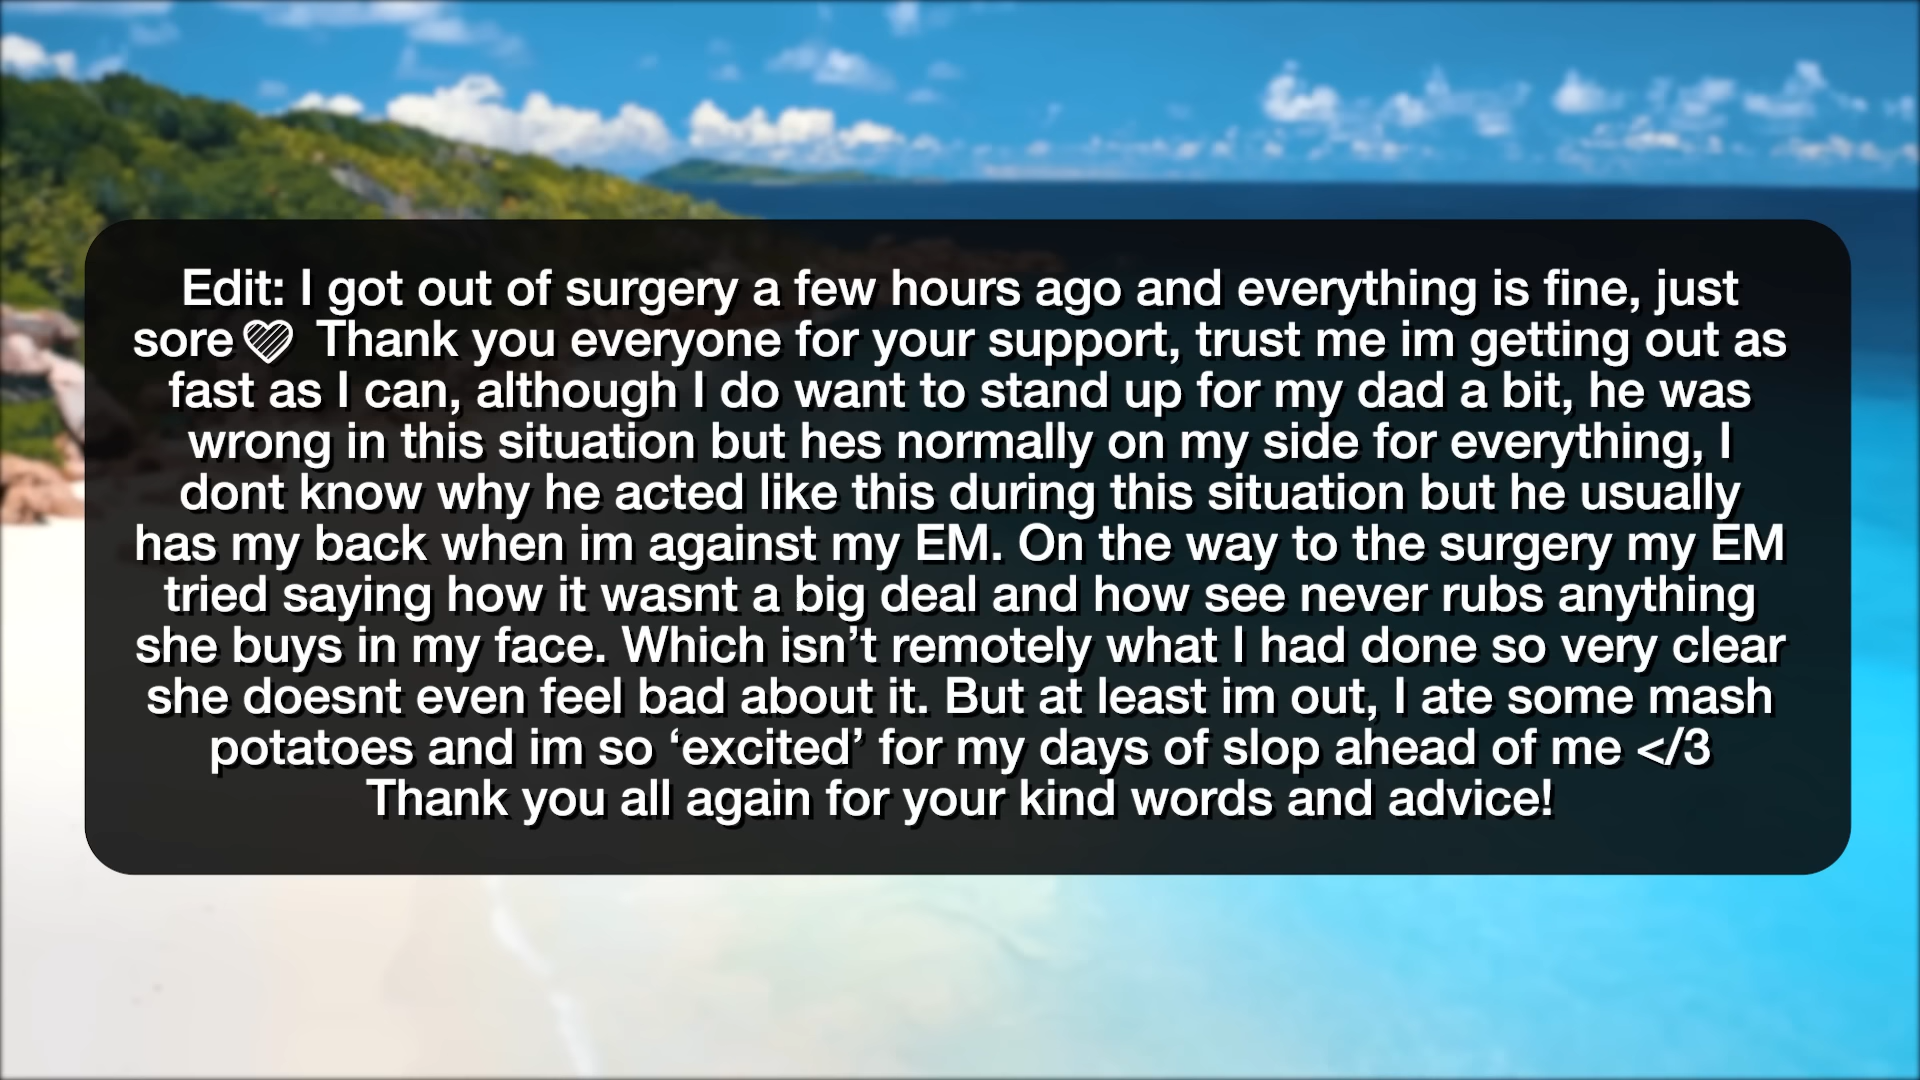 Edit: I got out of surgery a few hours ago and everything is fine, just
sore🤍 Thank you everyone for your support, trust me im getting out as
fast as I can, although I do want to stand up for my dad a bit, he was
wrong in this situation but hes normally on my side for everything, I
dont know why he acted like this during this situation but he usually
has my back when im against my EM. On the way to the surgery my EM
tried saying how it wasnt a big deal and how see never rubs anything
she buys in my face. Which isn’t remotely what I had done so very clear
she doesnt even feel bad about it. But at least im out, I ate some mash
potatoes and im so ‘excited’ for my days of slop ahead of me </3
Thank you all again for your kind words and advice!